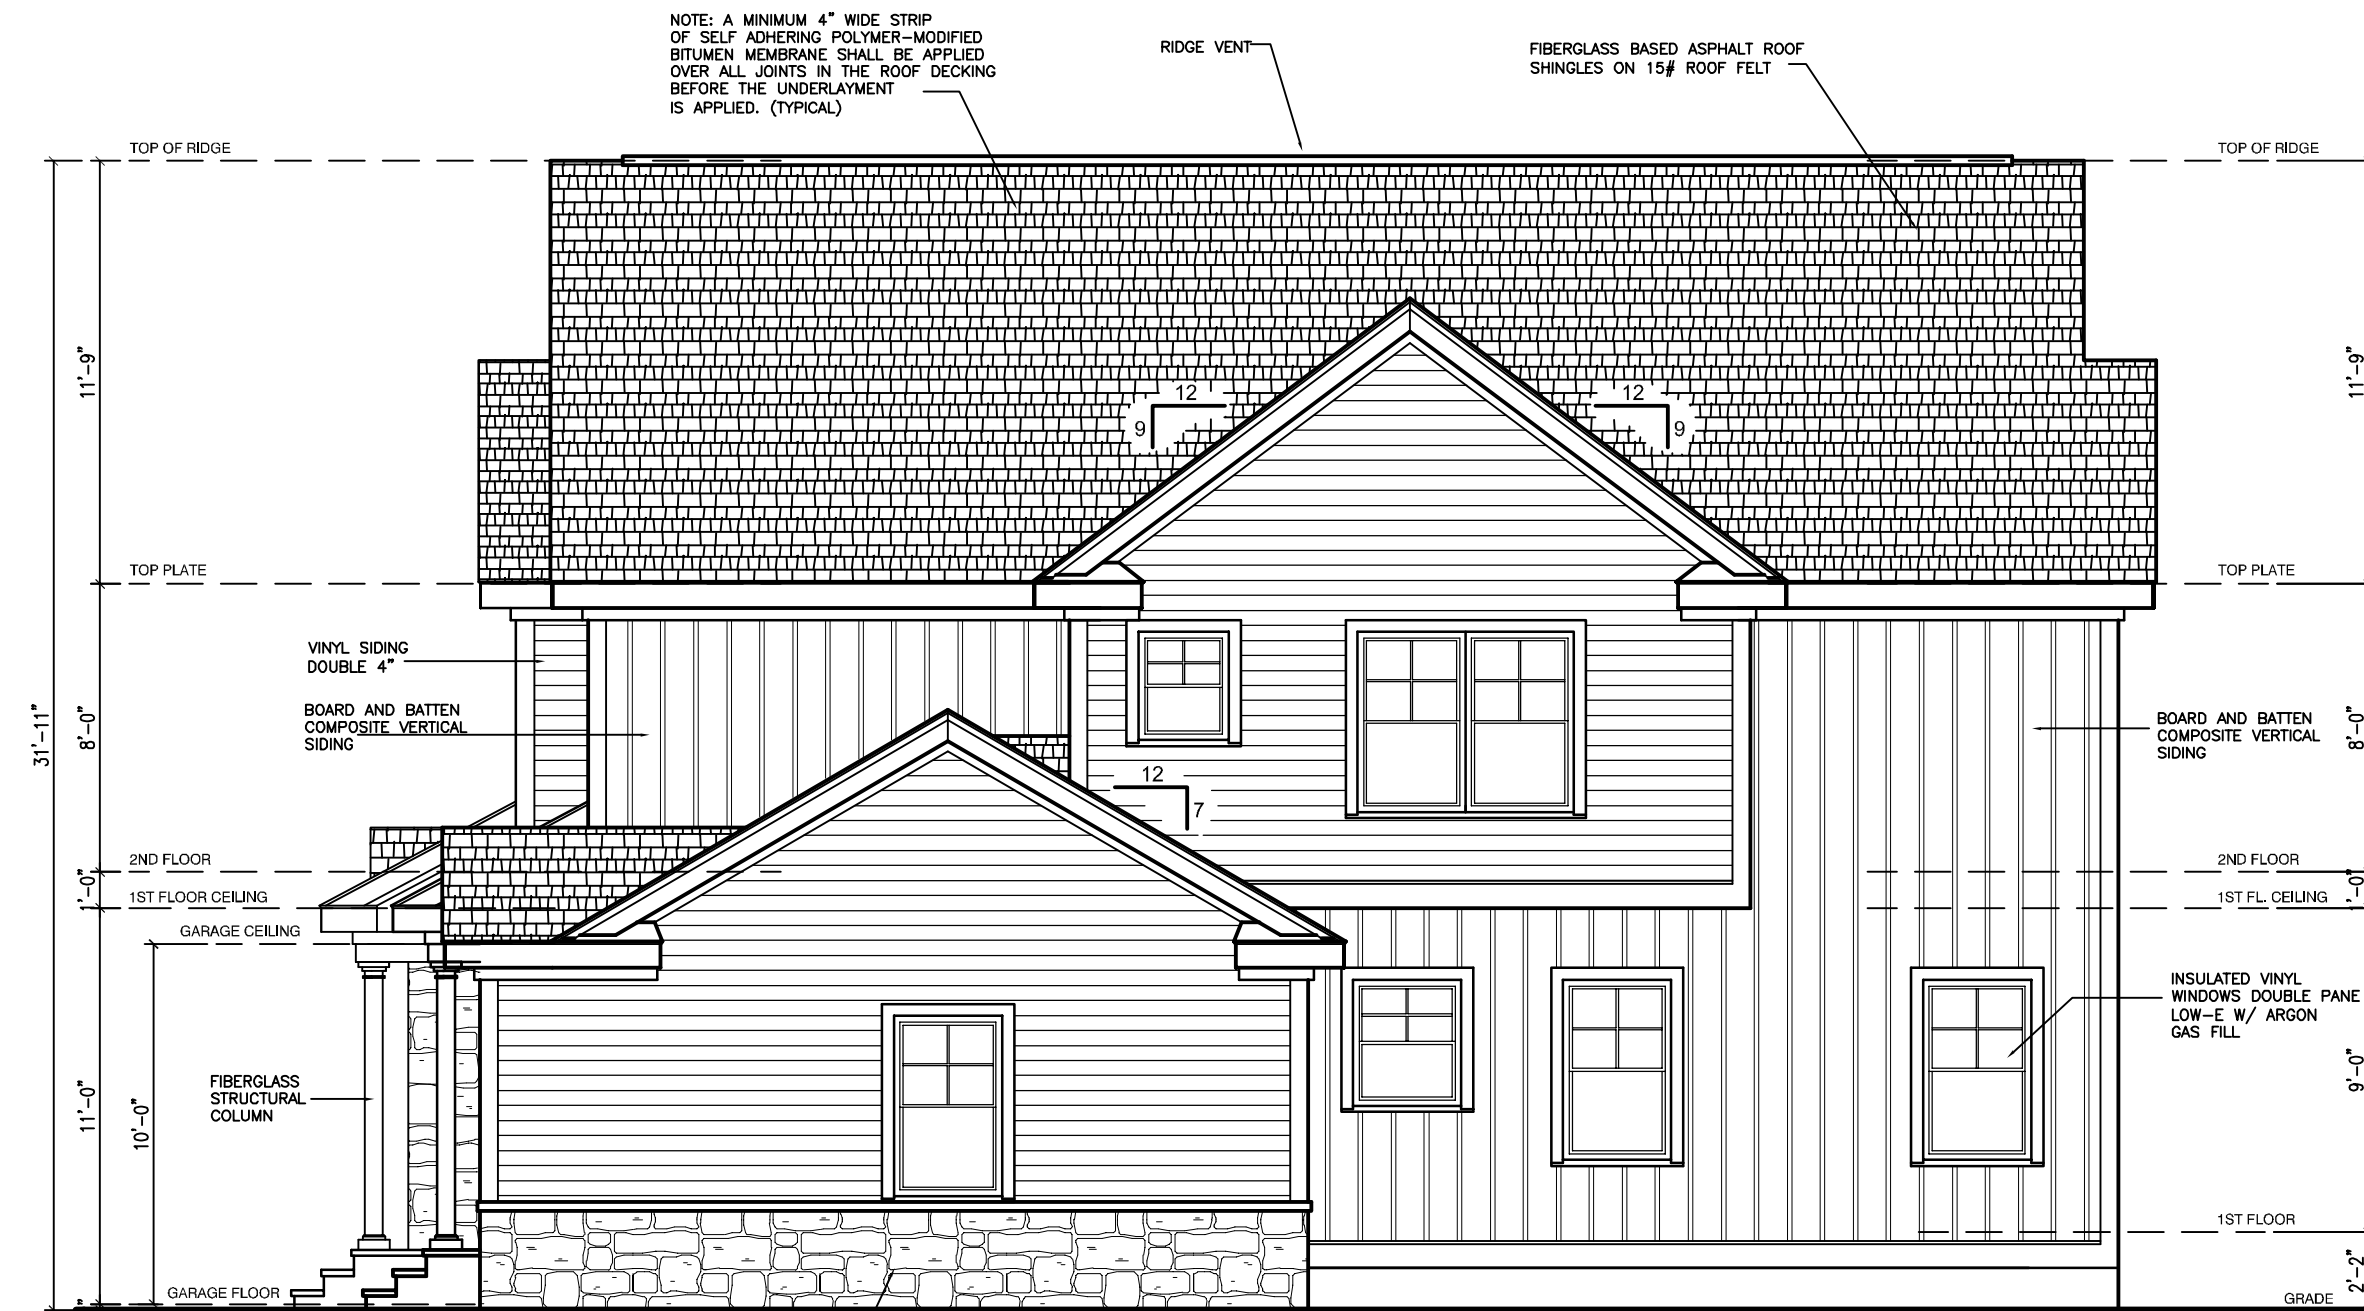 NOTE: A MINIMUM 4" WIDE STRIP
OF SELF ADHERING POLYMER-MODIFIED
BITUMEN MEMBRANE SHALL BE APPLIED
OVER ALL JOINTS IN THE ROOF DECKING
BEFORE THE UNDERLAYMENT
IS APPLIED. (TYPICAL)
RIDGE VENT
FIBERGLASS BASED ASPHALT ROOF
SHINGLES ON 15# ROOF FELT
TOP OF RIDGE
TOP OF RIDGE
11'-9"
11'-9"
12
9
12
9
TOP PLATE
TOP PLATE
VINYL SIDING
DOUBLE 4"
BOARD AND BATTEN
COMPOSITE VERTICAL
SIDING
BOARD AND BATTEN
COMPOSITE VERTICAL
SIDING
31'-11"
8'-0"
8'-0"
12
7
2ND FLOOR
2ND FLOOR
1'-0"
1'-0"
1ST FLOOR CEILING
1ST FL. CEILING
GARAGE CEILING
INSULATED VINYL
WINDOWS DOUBLE PANE
LOW-E W/ ARGON
GAS FILL
FIBERGLASS
STRUCTURAL
COLUMN
11'-0"
10'-0"
9'-0"
1ST FLOOR
2'-2"
GARAGE FLOOR
GRADE